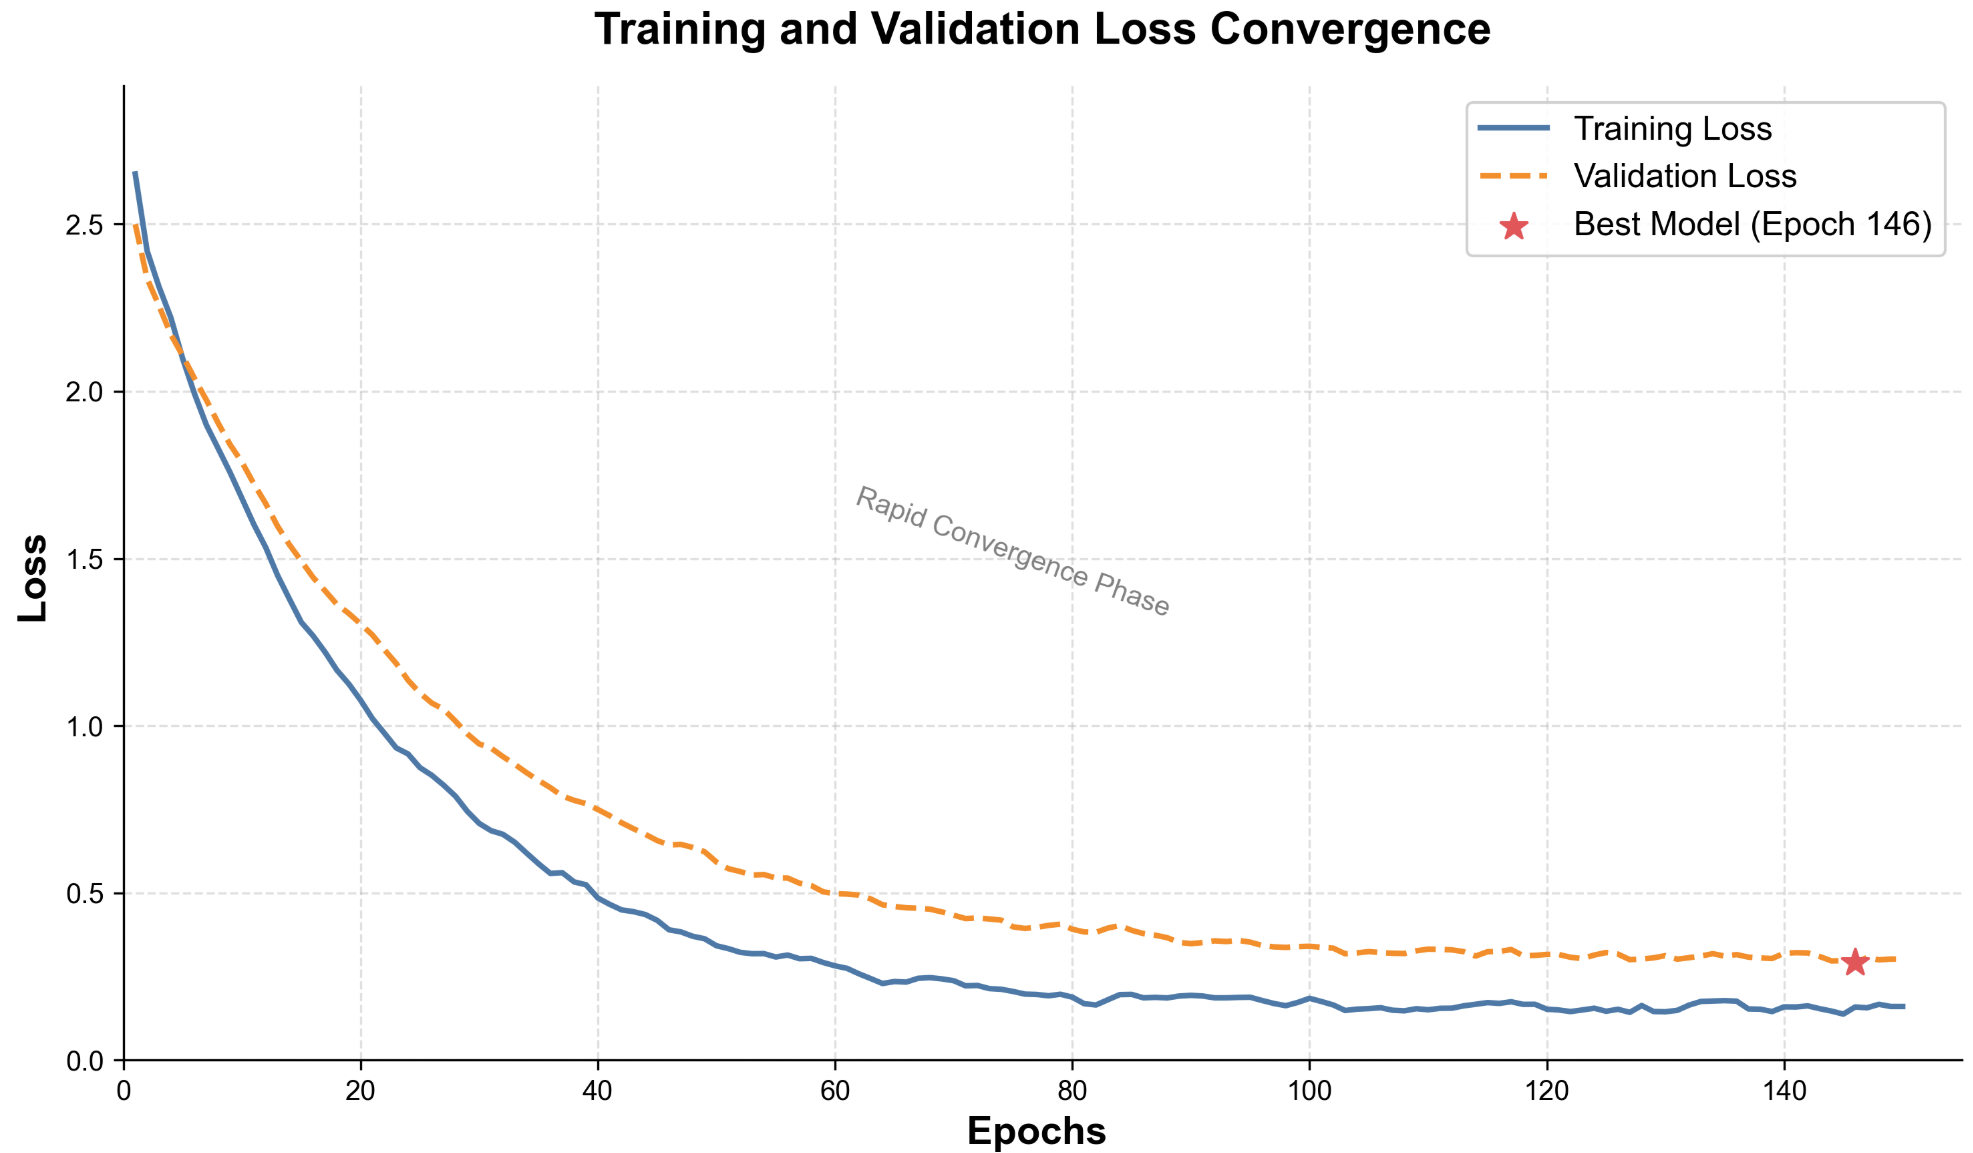 Training and Validation Loss Convergence
Training Loss
Validation Loss
Best Model (Epoch 146)
Rapid Convergence Phase
Loss
2.5
2.0
1.5
1.0
0.5
0.0
0 20 40 60 80 100 120 140
Epochs